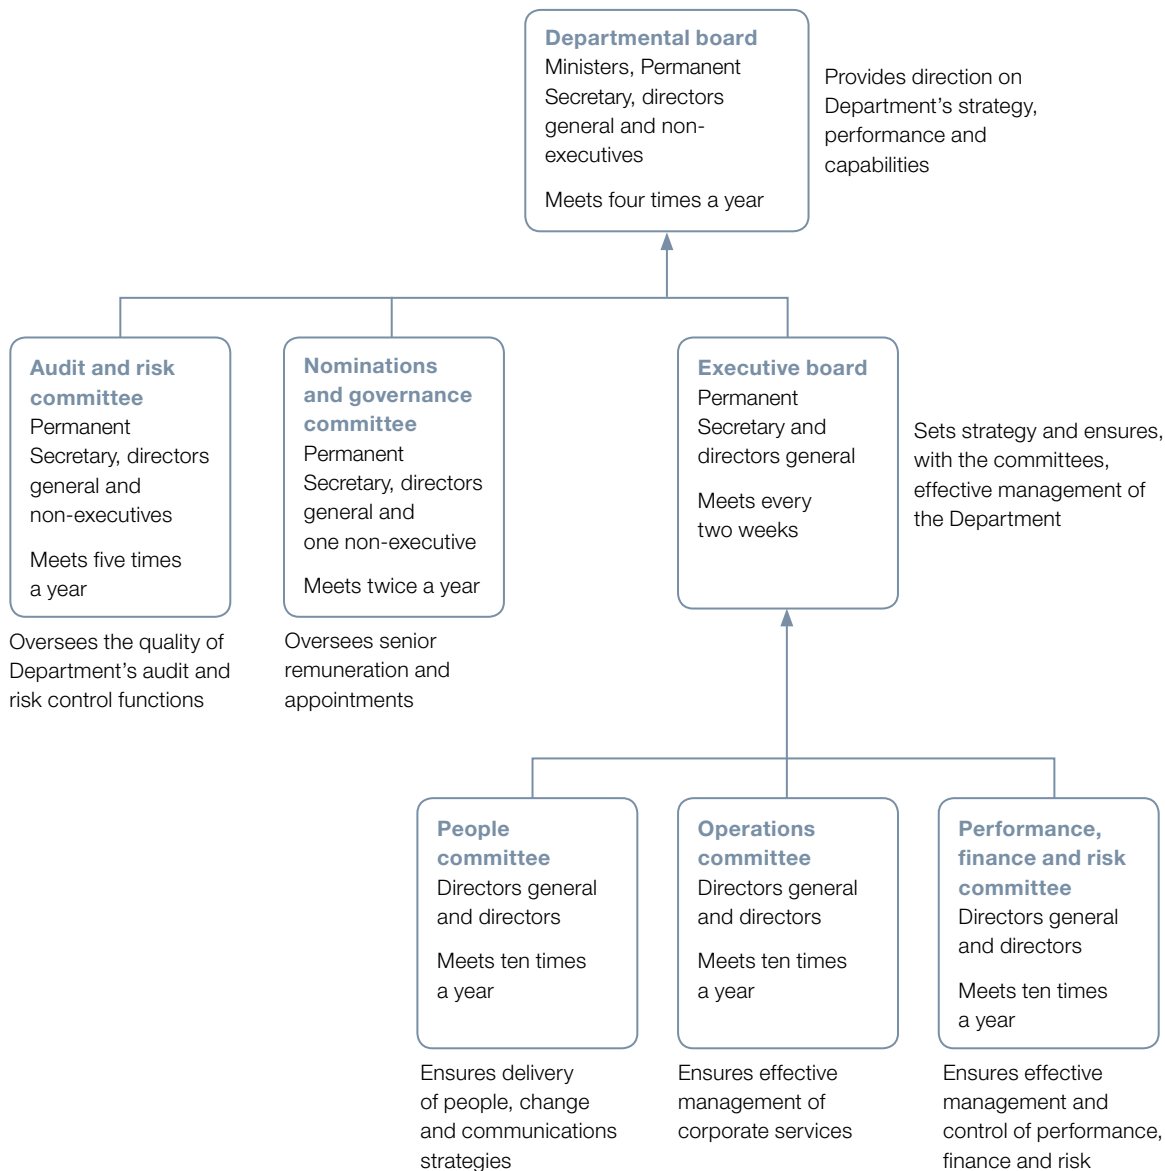 Departmental board
Ministers, Permanent
Secretary, directors
general and non-
executives
Meets four times a year
Provides direction on
Department's strategy,
performance and
capabilities
Audit and risk
committee
Permanent
Secretary, directors
general and
non-executives
Meets five times
a year
Oversees the quality of
Department's audit and
risk control functions
Nominations
and governance
committee
Permanent
Secretary, directors
general and
one non-executive
Meets twice a year
Oversees senior
remuneration and
appointments
Executive board
Permanent
Secretary and
directors general
Meets every
two weeks
Sets strategy and ensures,
with the committees,
effective management of
the Department
People
committee
Directors general
and directors
Meets ten times
a year
Ensures delivery
of people, change
and communications
strategies
Operations
committee
Directors general
and directors
Meets ten times
a year
Ensures effective
management of
corporate services
Performance,
finance and risk
committee
Directors general
and directors
Meets ten times
a year
Ensures effective
management and
control of performance,
finance and risk